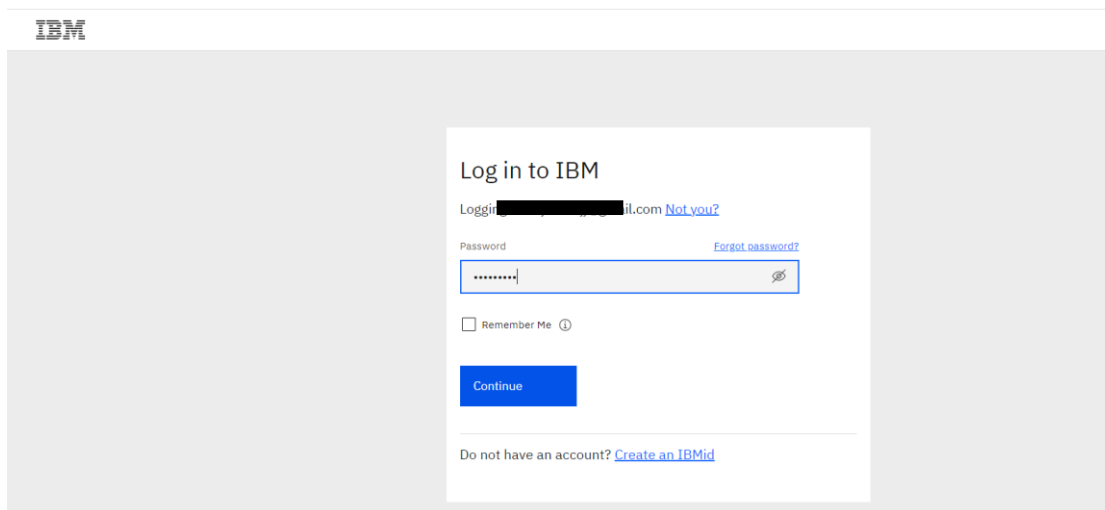 IBM
Log in to IBM
il.com Not you?
Password Forgot password?
•••••••••
Remember Me
Continue
Do not have an account? Create an IBMid